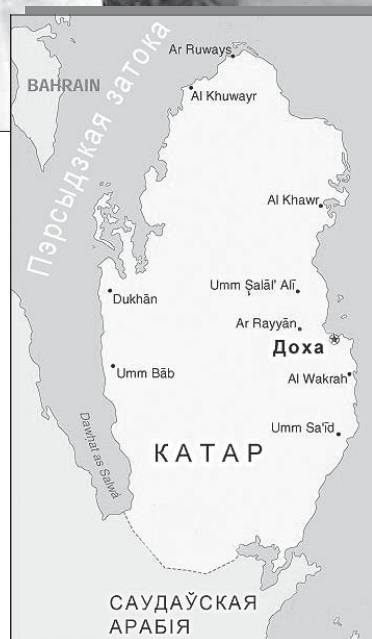 Ar Ruways
BAHRAIN
Al Khuwayr
Пэрсыдзкая затока
Al Khawr
Umm Şalāl' Alī
Dukhān
Ar Rayyān
Доха
Umm Bāb
Al Wakrah
Umm Sa'īd
Dawḩat as Salwá
КАТАР
САУДАЎСКАЯ
АРАБІЯ